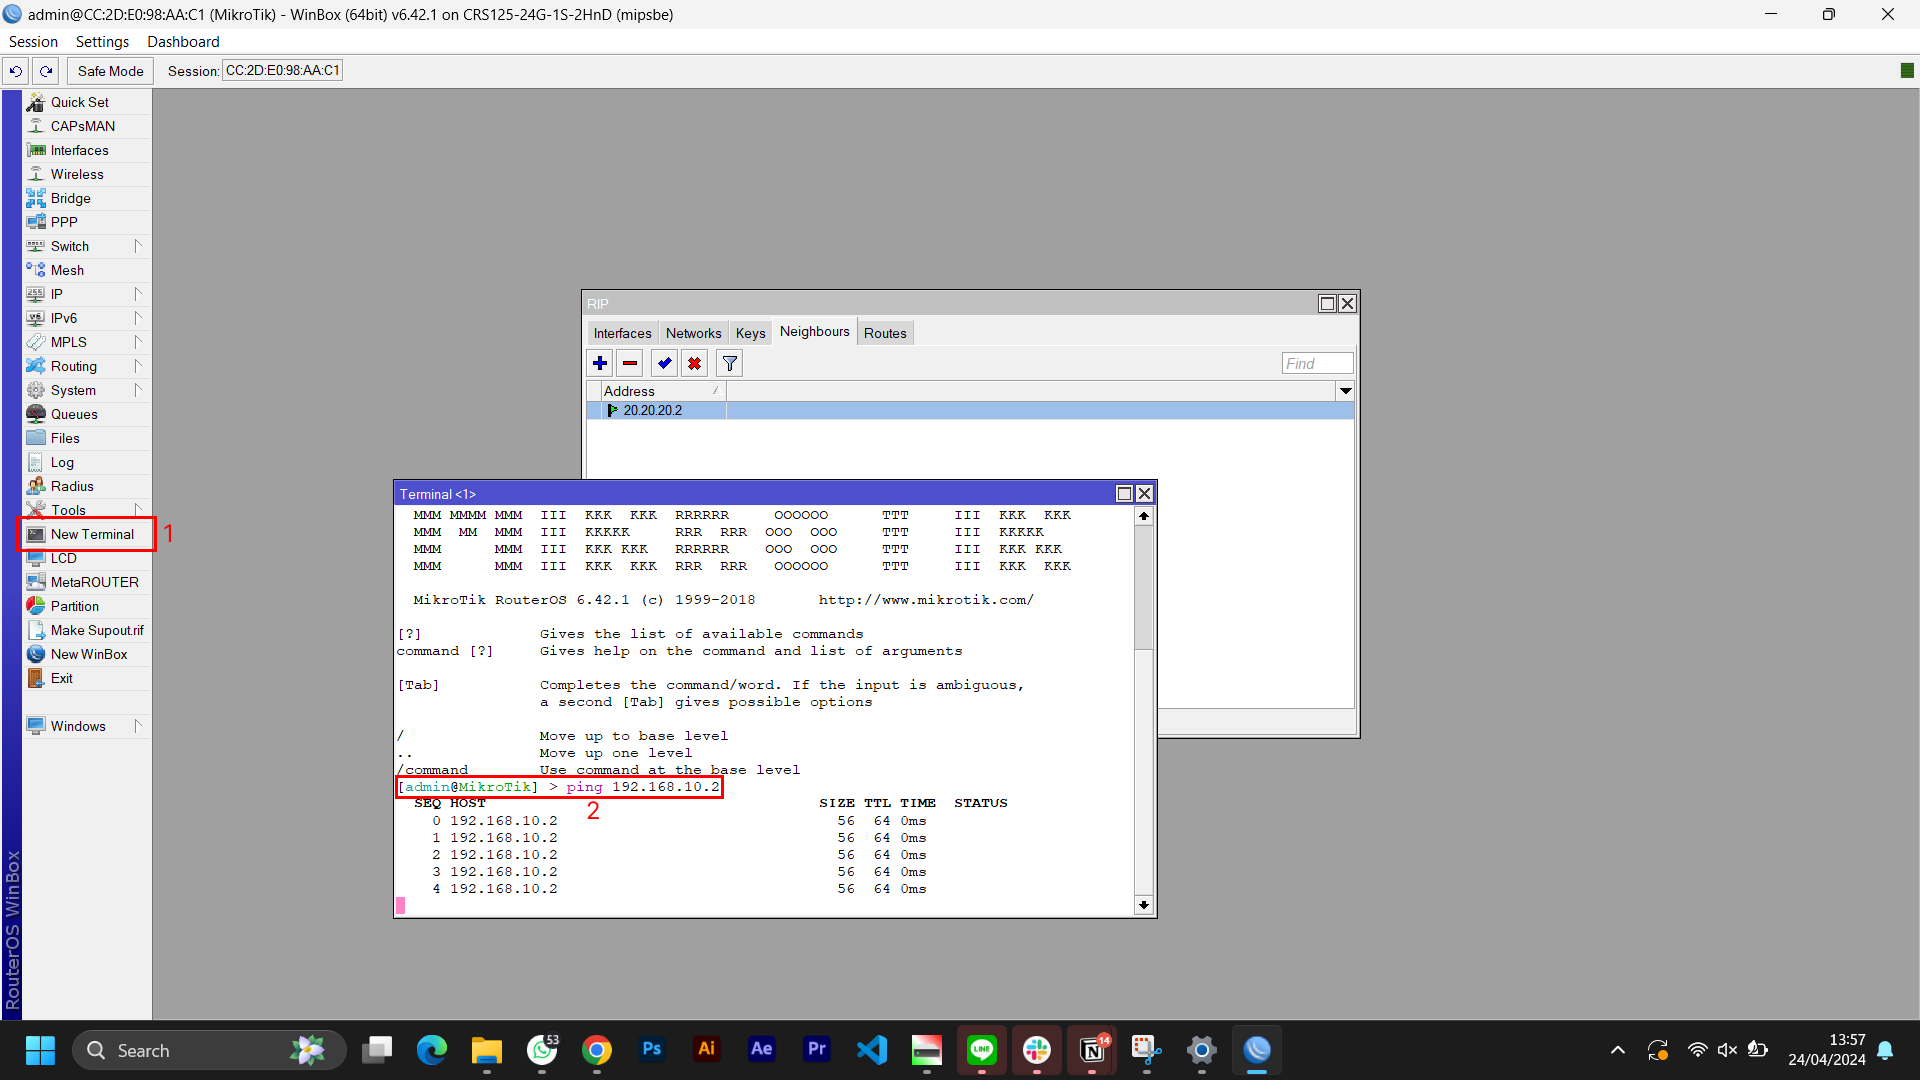 admin@CC:2D:E0:98:AA:C1 (MikroTik) - WinBox (64bit) v6.42.1 on CRS125-24G-1S-2HnD (mipsbe)
Session Settings Dashboard
Safe Mode Session: CC:2D:E0:98:AA:C1
Quick Set
CAPsMAN
Interfaces
Wireless
Bridge
PPP
Switch
Mesh
IP
IPv6
MPLS
Routing
System
Queues
Files
Log
Radius
Tools
New Terminal 1
LCD
MetaROUTER
Partition
Make Supout.rif
New WinBox
Exit
Windows
RouterOS WinBox
RIP
Interfaces Networks Keys Neighbours Routes
Find
Address
20.20.20.2
Terminal <1>
MMM MMMM MMM III KKK KKK RRRRRR OOOOOO TTT III KKK KKK
MMM MM MMM III KKKKK RRR RRR OOO OOO TTT III KKKKK
MMM MMM III KKK KKK RRRRRR OOO OOO TTT III KKK KKK
MMM MMM III KKK KKK RRR RRR OOOOOO TTT III KKK KKK
MikroTik RouterOS 6.42.1 (c) 1999-2018 http://www.mikrotik.com/
[?] Gives the list of available commands
command [?] Gives help on the command and list of arguments
[Tab] Completes the command/word. If the input is ambiguous,
a second [Tab] gives possible options
/ Move up to base level
.. Move up one level
/command Use command at the base level
[admin@MikroTik] > ping 192.168.10.2
2
SEQ HOST SIZE TTL TIME STATUS
0 192.168.10.2 56 64 0ms
1 192.168.10.2 56 64 0ms
2 192.168.10.2 56 64 0ms
3 192.168.10.2 56 64 0ms
4 192.168.10.2 56 64 0ms
Search
53
Ps
Ai
Ae
Pr
LINE
14
13:57
24/04/2024